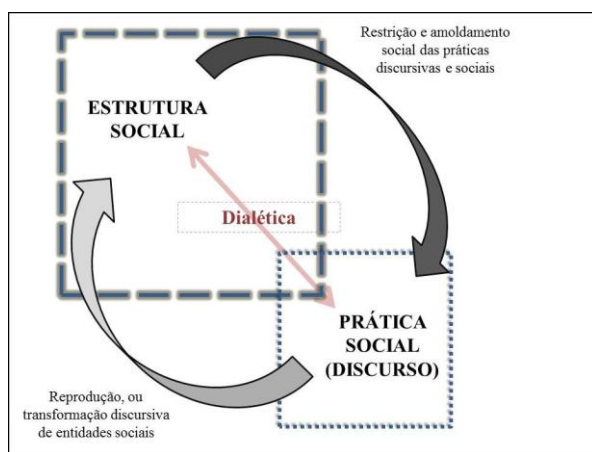 Restrição e amoldamento
social das práticas
discursivas e sociais
ESTRUTURA
SOCIAL
Dialética
PRÁTICA
SOCIAL
(DISCURSO)
Reprodução, ou
transformação discursiva
de entidades sociais